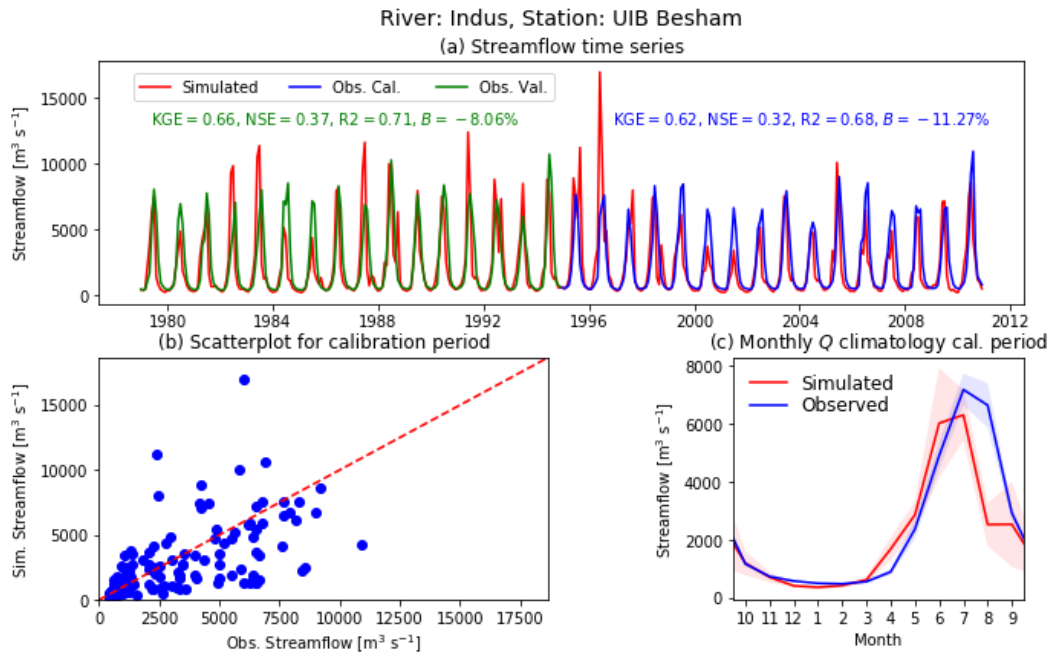 River: Indus, Station: UIB Besham
(a) Streamflow time series
Simulated Obs. Cal. Obs. Val.
KGE = 0.66, NSE = 0.37, R2 = 0.71, B = −8.06%
KGE = 0.62, NSE = 0.32, R2 = 0.68, B = −11.27%
Streamflow [m³ s⁻¹]
15000
10000
5000
0
1980 1984 1988 1992 1996 2000 2004 2008 2012
(b) Scatterplot for calibration period
Sim. Streamflow [m³ s⁻¹]
15000
10000
5000
0
0 2500 5000 7500 10000 12500 15000 17500
Obs. Streamflow [m³ s⁻¹]
(c) Monthly Q climatology cal. period
Simulated
Observed
Streamflow [m³ s⁻¹]
8000
6000
4000
2000
0
10 11 12 1 2 3 4 5 6 7 8 9
Month